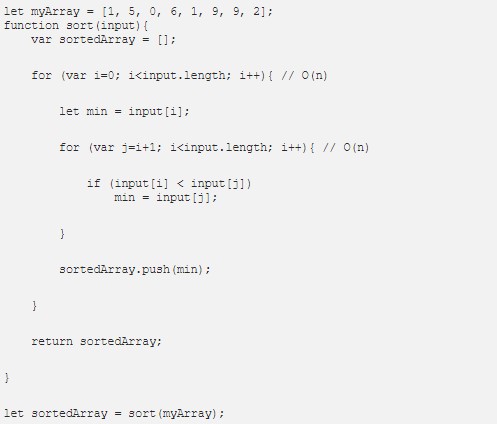 let myArray = [1, 5, 0, 6, 1, 9, 9, 2];
function sort(input){
    var sortedArray = [];
    for (var i=0; i<input.length; i++){ // O(n)
        let min = input[i];
        for (var j=i+1; i<input.length; i++){ // O(n)
            if (input[i] < input[j])
                min = input[j];
        }
        sortedArray.push(min);
    }
    return sortedArray;
}
let sortedArray = sort(myArray);